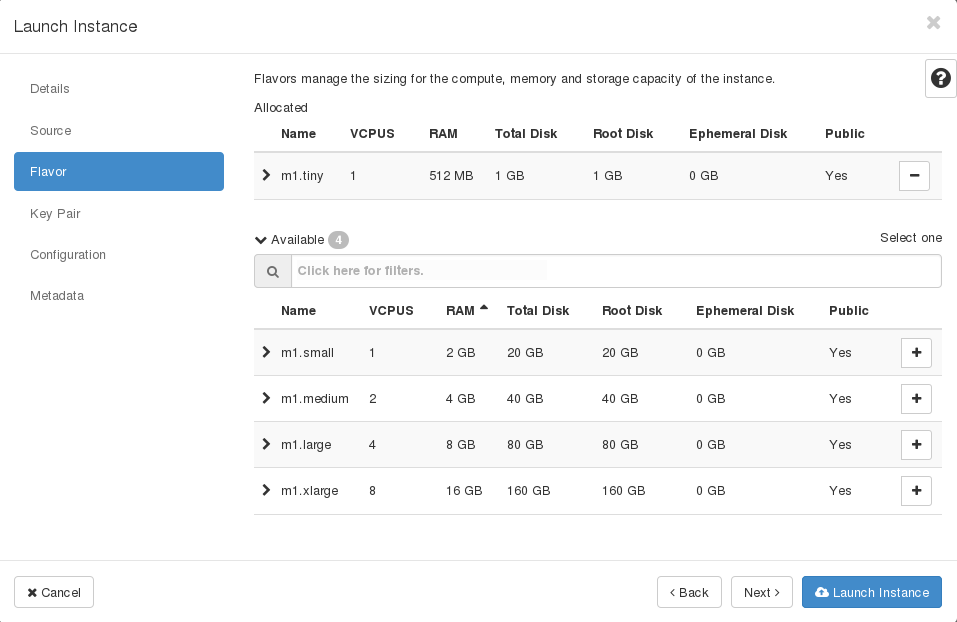 Launch Instance
Details
Source
Flavor
Key Pair
Configuration
Metadata
Flavors manage the sizing for the compute, memory and storage capacity of the instance.
Allocated
Name VCPUS RAM Total Disk Root Disk Ephemeral Disk Public
m1.tiny 1 512 MB 1 GB 1 GB 0 GB Yes
Available 4 Select one
Click here for filters.
Name VCPUS RAM Total Disk Root Disk Ephemeral Disk Public
m1.small 1 2 GB 20 GB 20 GB 0 GB Yes
m1.medium 2 4 GB 40 GB 40 GB 0 GB Yes
m1.large 4 8 GB 80 GB 80 GB 0 GB Yes
m1.xlarge 8 16 GB 160 GB 160 GB 0 GB Yes
Cancel < Back Next > Launch Instance